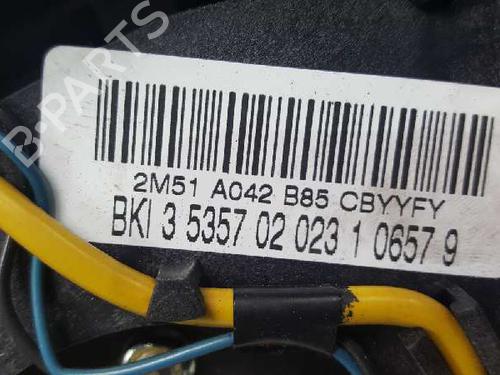 2M51 A042 B85 CBYYFY
BKI 3 5357 02 023 1 0657 9
B-PARTS